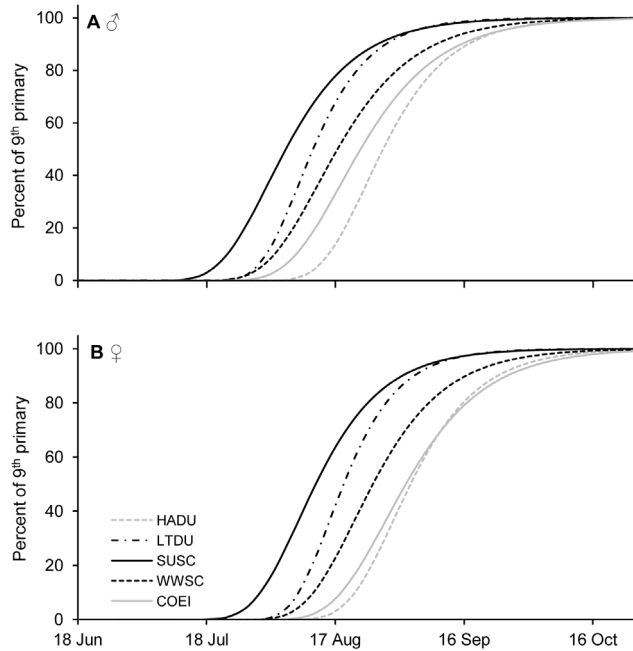 A ♂
Percent of 9th primary
100
80
60
40
20
0
B ♀
Percent of 9th primary
100
80
60
40
20
0
HADU
LTDU
SUSC
WWSC
COEI
18 Jun 18 Jul 17 Aug 16 Sep 16 Oct